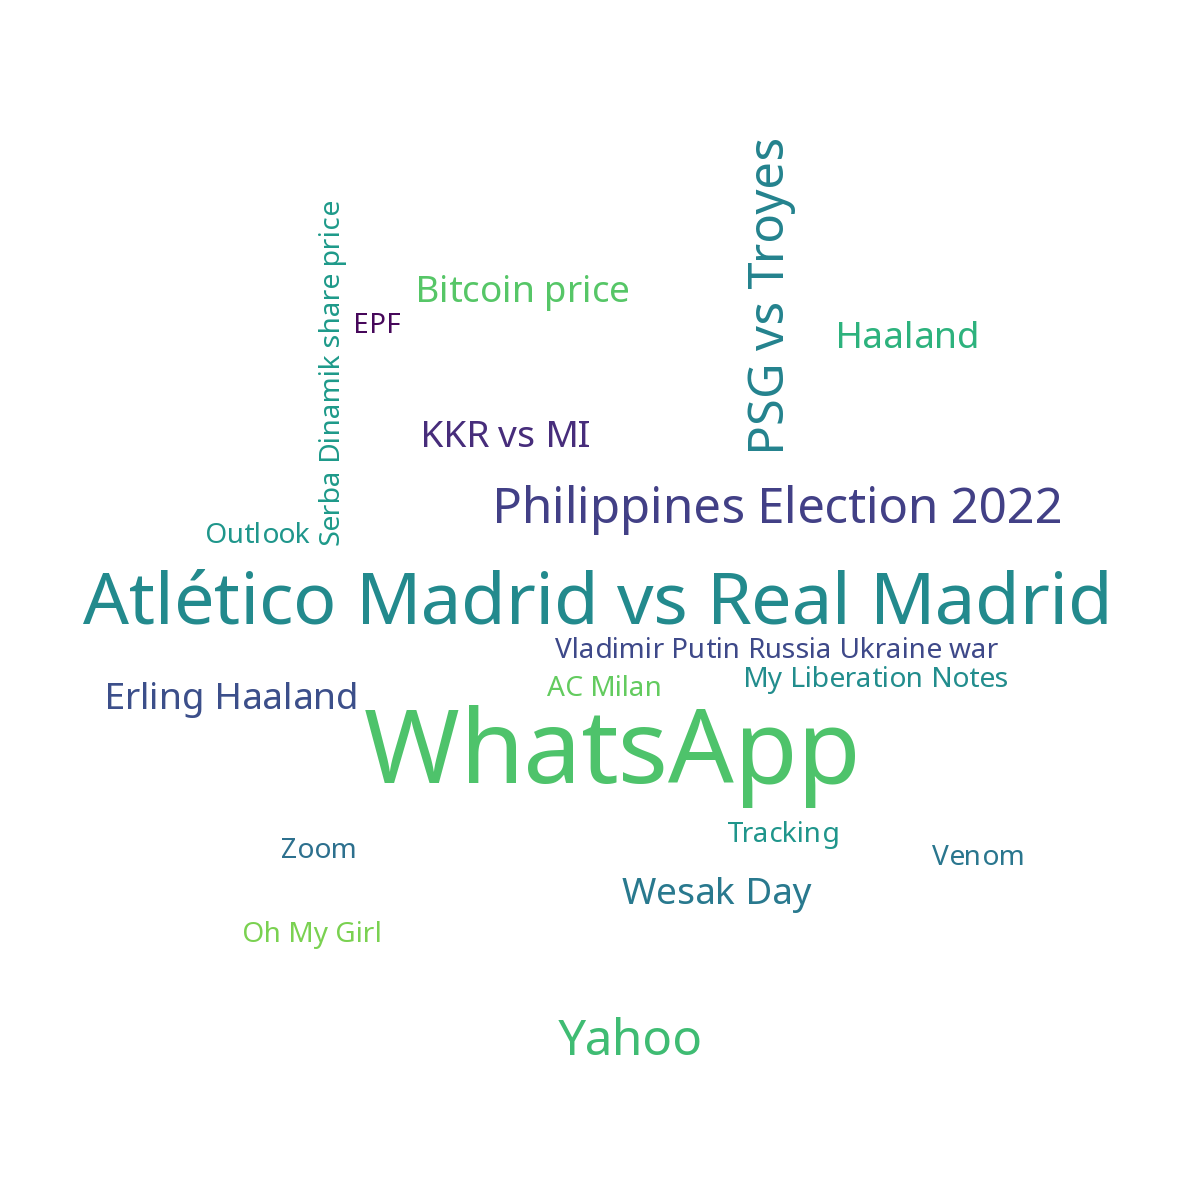 PSG vs Troyes
Serba Dinamik share price
Bitcoin price
EPF
Haaland
KKR vs MI
Philippines Election 2022
Outlook
Atlético Madrid vs Real Madrid
Vladimir Putin Russia Ukraine war
My Liberation Notes
AC Milan
Erling Haaland
WhatsApp
Tracking
Zoom
Venom
Wesak Day
Oh My Girl
Yahoo